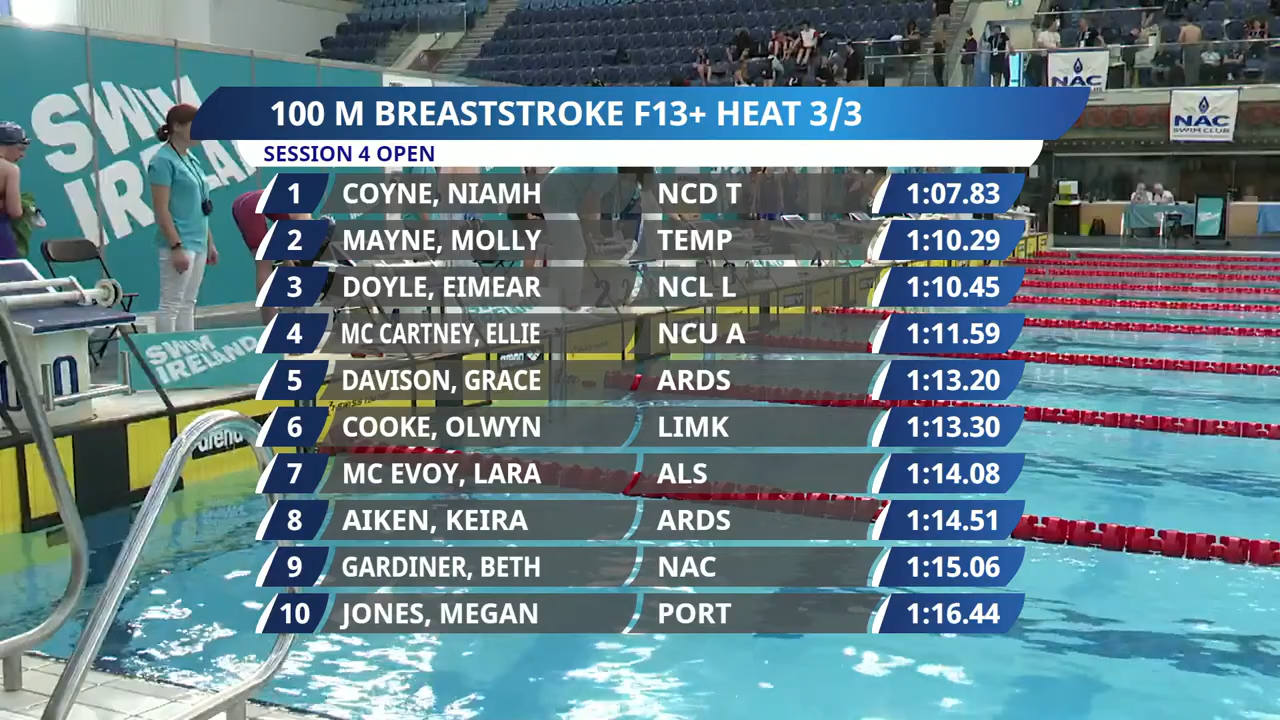 100 M BREASTSTROKE F13+ HEAT 3/3
SESSION 4 OPEN
1 COYNE, NIAMH NCD T 1:07.83
2 MAYNE, MOLLY TEMP 1:10.29
3 DOYLE, EIMEAR NCL L 1:10.45
4 MC CARTNEY, ELLIE NCU A 1:11.59
5 DAVISON, GRACE ARDS 1:13.20
6 COOKE, OLWYN LIMK 1:13.30
7 MC EVOY, LARA ALS 1:14.08
8 AIKEN, KEIRA ARDS 1:14.51
9 GARDINER, BETH NAC 1:15.06
10 JONES, MEGAN PORT 1:16.44
SWIM
IRELAND
NAC
NAC
SWIM CLUB
SWIM
IRELAND
arena
arena